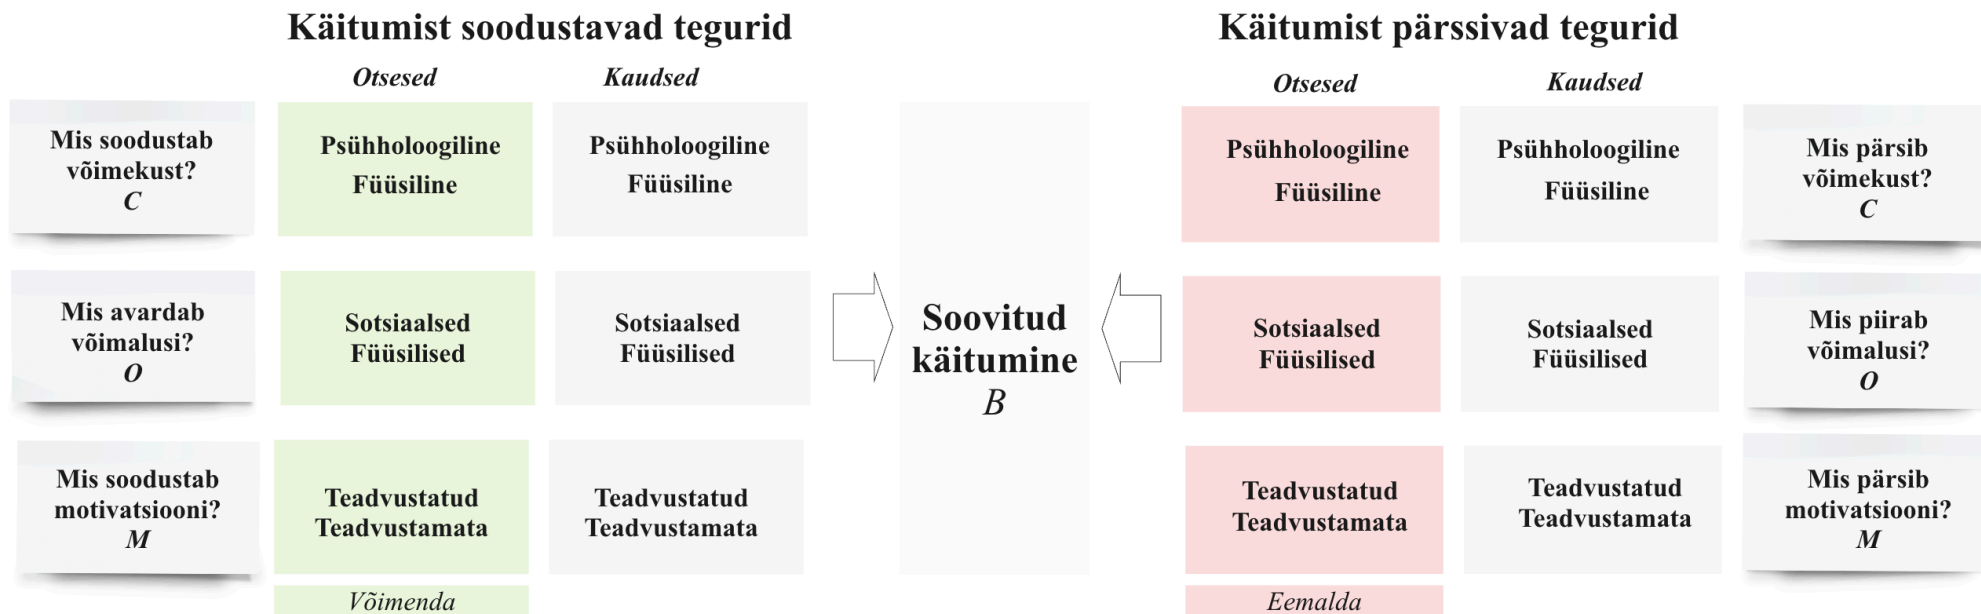 Käitumist soodustavad tegurid
Otsesed
Kaudsed
Mis soodustab
võimekust?
C
Psühholoogiline
Füüsiline
Psühholoogiline
Füüsiline
Mis avardab
võimalusi?
O
Sotsiaalsed
Füüsilised
Sotsiaalsed
Füüsilised
Mis soodustab
motivatsiooni?
M
Teadvustatud
Teadvustamata
Teadvustatud
Teadvustamata
Võimenda
Soovitud
käitumine
B
Käitumist pärssivad tegurid
Otsesed
Kaudsed
Psühholoogiline
Füüsiline
Psühholoogiline
Füüsiline
Mis pärsib
võimekust?
C
Sotsiaalsed
Füüsilised
Sotsiaalsed
Füüsilised
Mis piirab
võimalusi?
O
Teadvustatud
Teadvustamata
Teadvustatud
Teadvustamata
Mis pärsib
motivatsiooni?
M
Eemalda